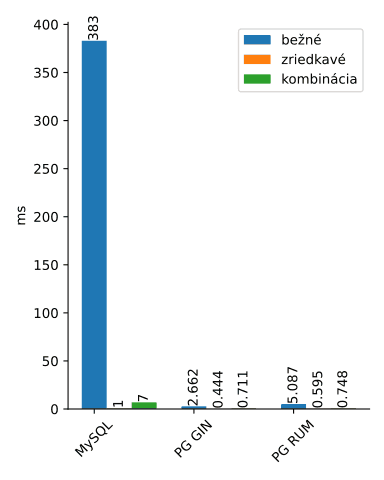 400
350
300
250
200
150
100
50
0
ms
bežné
zriedkavé
kombinácia
383
1
7
2.662
0.444
0.711
5.087
0.595
0.748
MySQL
PG GIN
PG RUM